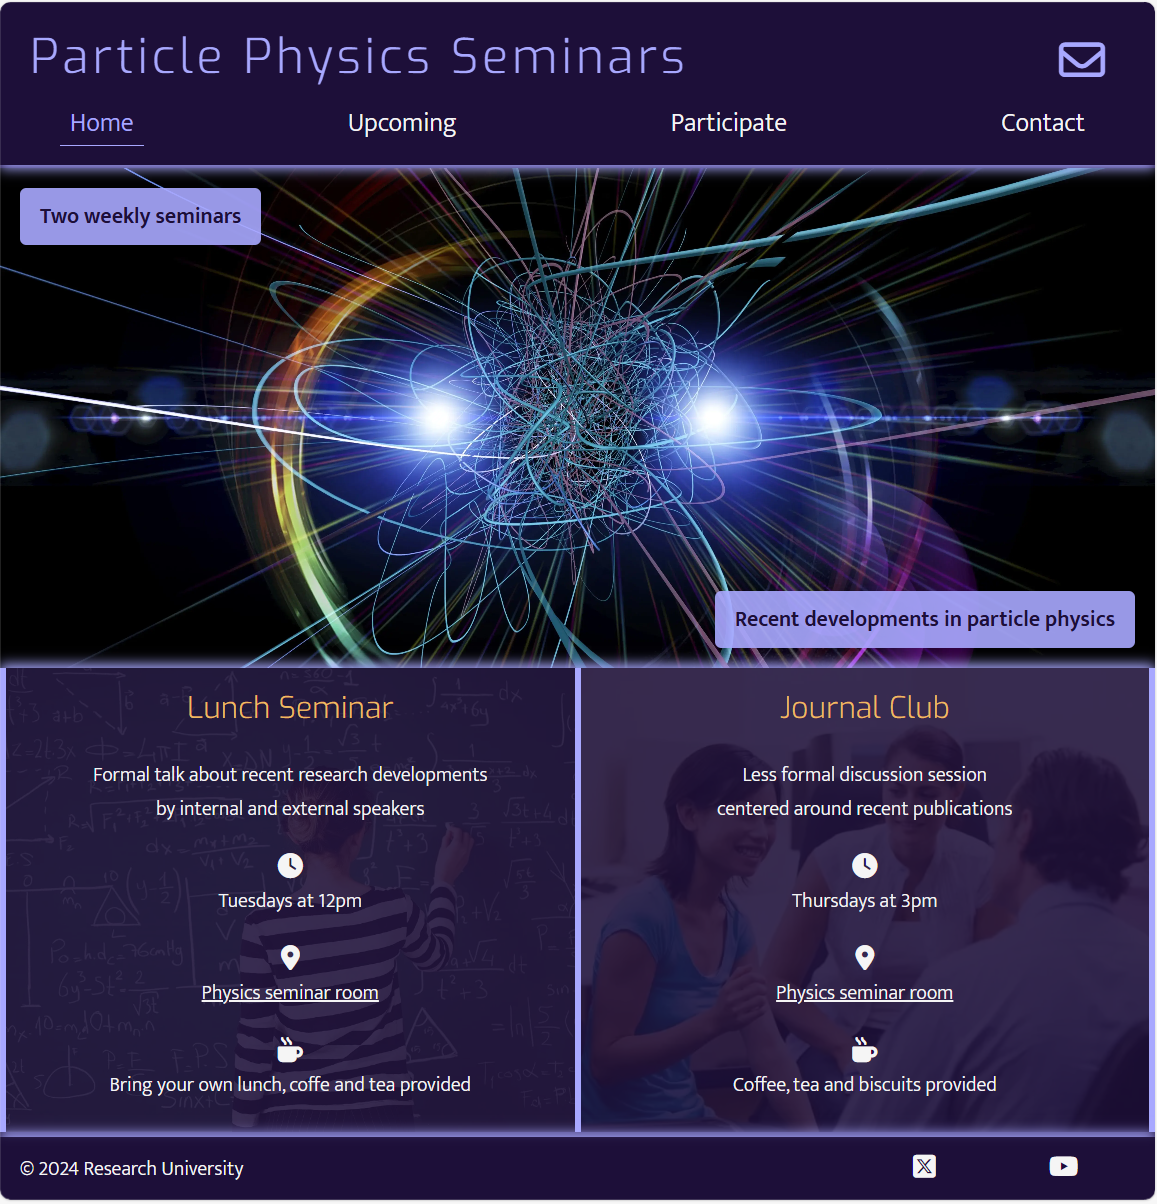 Particle Physics Seminars
Home Upcoming Participate Contact
Two weekly seminars
Recent developments in particle physics
Lunch Seminar
Formal talk about recent research developments
by internal and external speakers
Tuesdays at 12pm
Physics seminar room
Bring your own lunch, coffe and tea provided
Journal Club
Less formal discussion session
centered around recent publications
Thursdays at 3pm
Physics seminar room
Coffee, tea and biscuits provided
© 2024 Research University